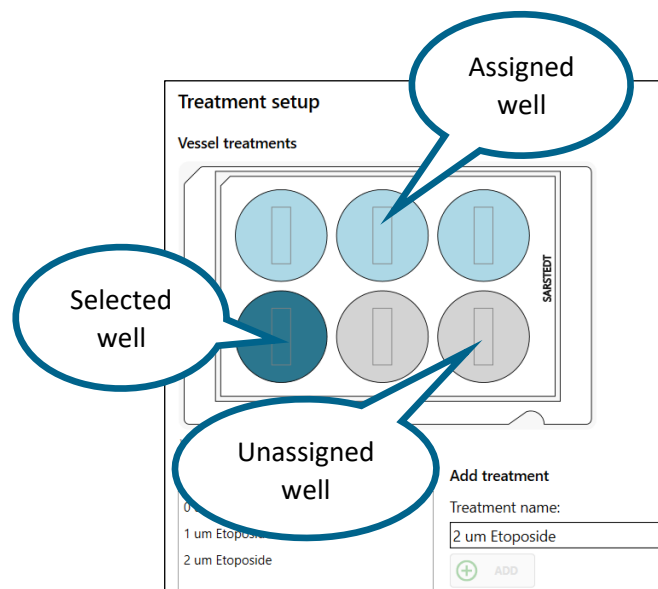 Assigned
well
Treatment setup
Vessel treatments
SARSTEDT
Selected
well
Unassigned
well
Add treatment
Treatment name:
1 um Etoposide
2 um Etoposide
2 um Etoposide
ADD